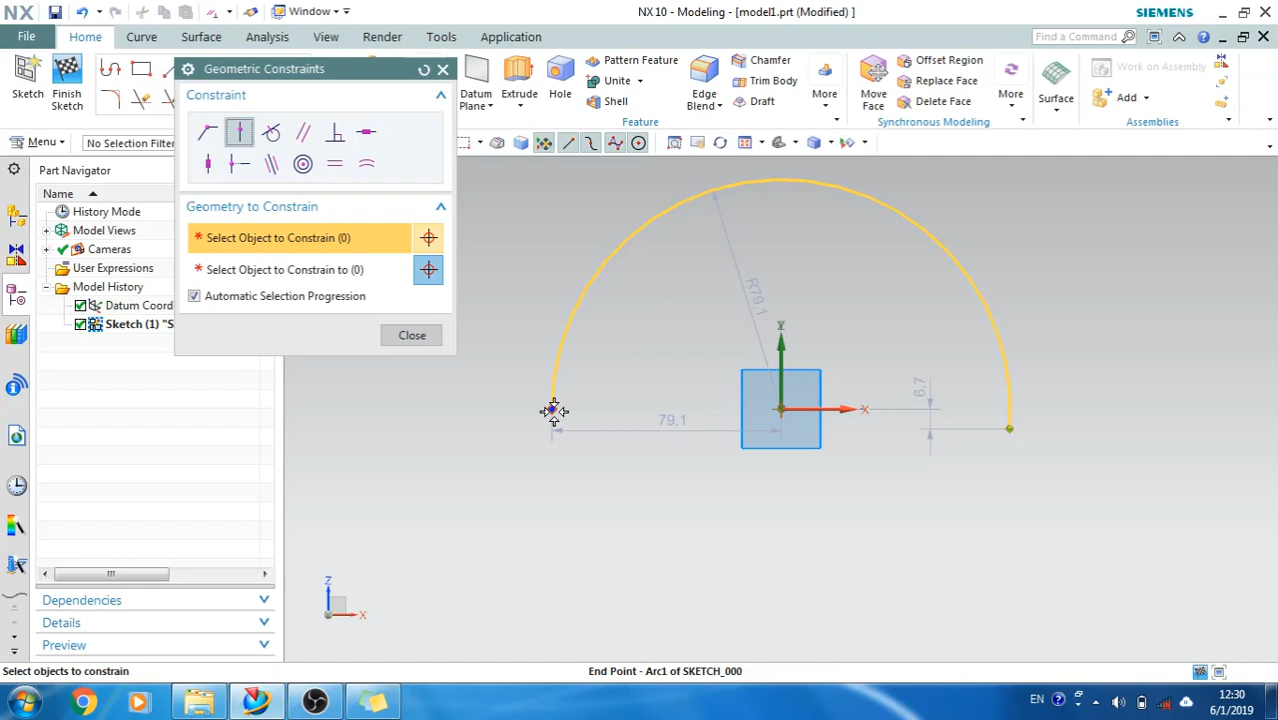 NX
Window
NX 10 - Modeling - [model1.prt (Modified) ]
SIEMENS
File
Home
Curve
Surface
Analysis
View
Render
Tools
Application
Find a Command
Sketch
Finish
Sketch
Geometric Constraints
Datum
Plane
Extrude
Hole
Pattern Feature
Unite
Shell
Edge
Blend
Chamfer
Trim Body
Draft
More
Feature
Move
Face
Offset Region
Replace Face
Delete Face
More
Synchronous Modeling
Surface
Work on Assembly
Add
Assemblies
Menu
No Selection Filter
Constraint
Geometry to Constrain
* Select Object to Constrain (0)
* Select Object to Constrain to (0)
Automatic Selection Progression
Close
Part Navigator
Name
History Mode
Model Views
Cameras
User Expressions
Model History
Datum Coord
Sketch (1) "S
Dependencies
Details
Preview
R79,1
79,1
6,7
Y
X
Z
X
Select objects to constrain
End Point - Arc1 of SKETCH_000
EN
12:30
6/1/2019